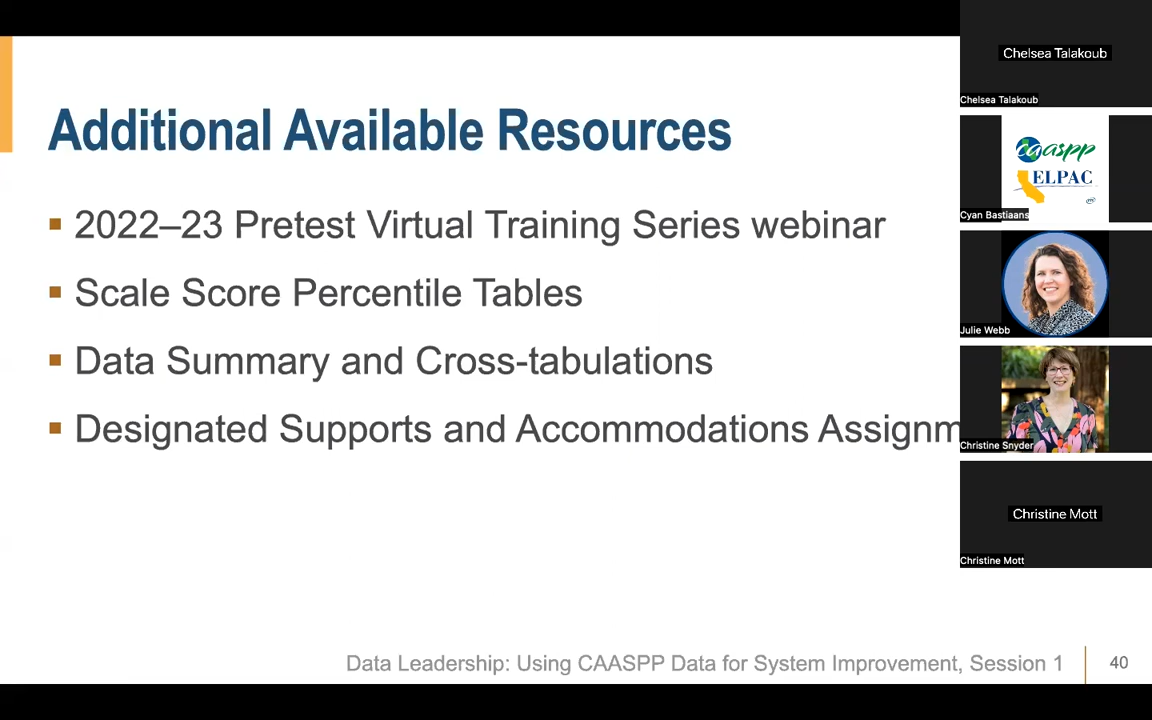 Additional Available Resources
▪ 2022–23 Pretest Virtual Training Series webinar
▪ Scale Score Percentile Tables
▪ Data Summary and Cross-tabulations
▪ Designated Supports and Accommodations Assignm
Data Leadership: Using CAASPP Data for System Improvement, Session 1
40
Chelsea Talakoub
Chelsea Talakoub
caaspp
ELPAC
Cyan Bastiaans
Julie Webb
Christine Snyder
Christine Mott
Christine Mott